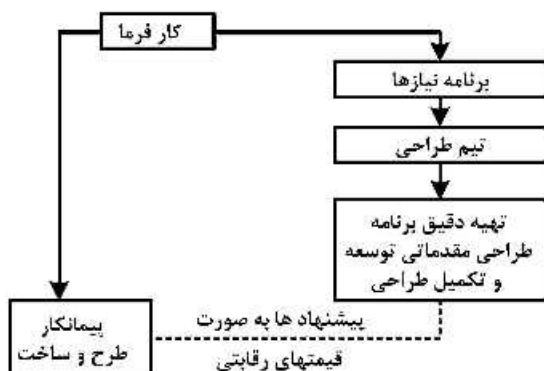 کار فرما
برنامه نیازها
تیم طراحی
تهیه دقیق برنامه
طراحی مقدماتی توسعه
و تکمیل طراحی
پیشنهاد ها به صورت
قیمتهای رقابتی
پیمانکار
طرح و ساخت